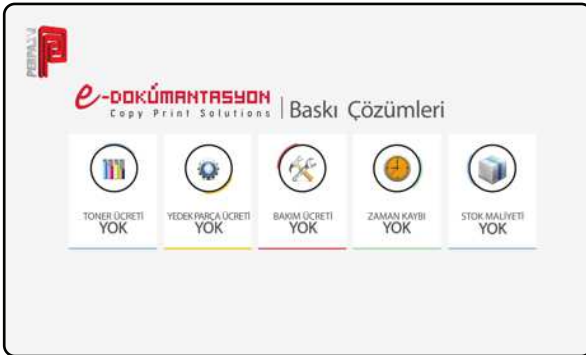 PERPA
e-DOKÜMANTASYON
Copy Print Solutions
Baskı Çözümleri
TONER ÜCRETİ
YOK
YEDEK PARÇA ÜCRETİ
YOK
BAKIM ÜCRETİ
YOK
ZAMAN KAYBI
YOK
STOK MALİYETİ
YOK